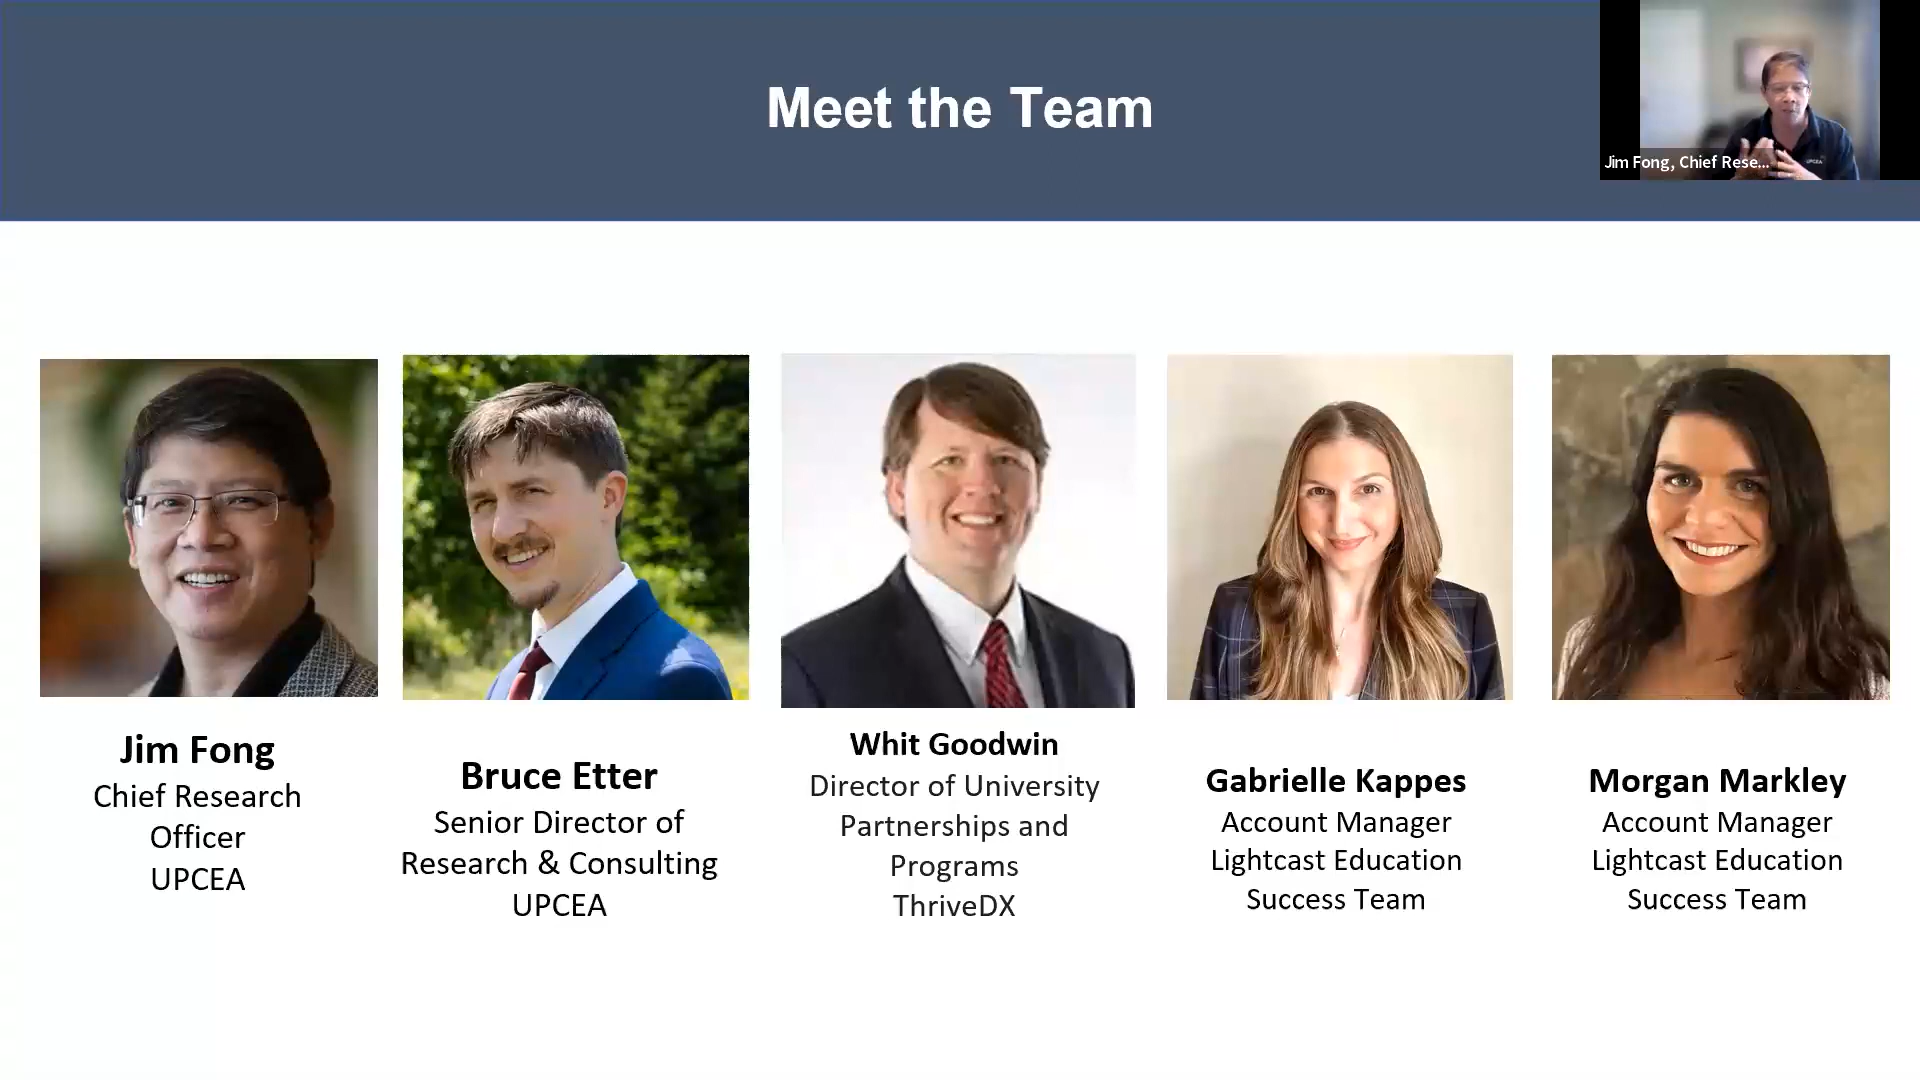 Meet the Team
Jim Fong, Chief Rese...
UPCEA
Jim Fong
Chief Research
Officer
UPCEA
Bruce Etter
Senior Director of
Research & Consulting
UPCEA
Whit Goodwin
Director of University
Partnerships and
Programs
ThriveDX
Gabrielle Kappes
Account Manager
Lightcast Education
Success Team
Morgan Markley
Account Manager
Lightcast Education
Success Team